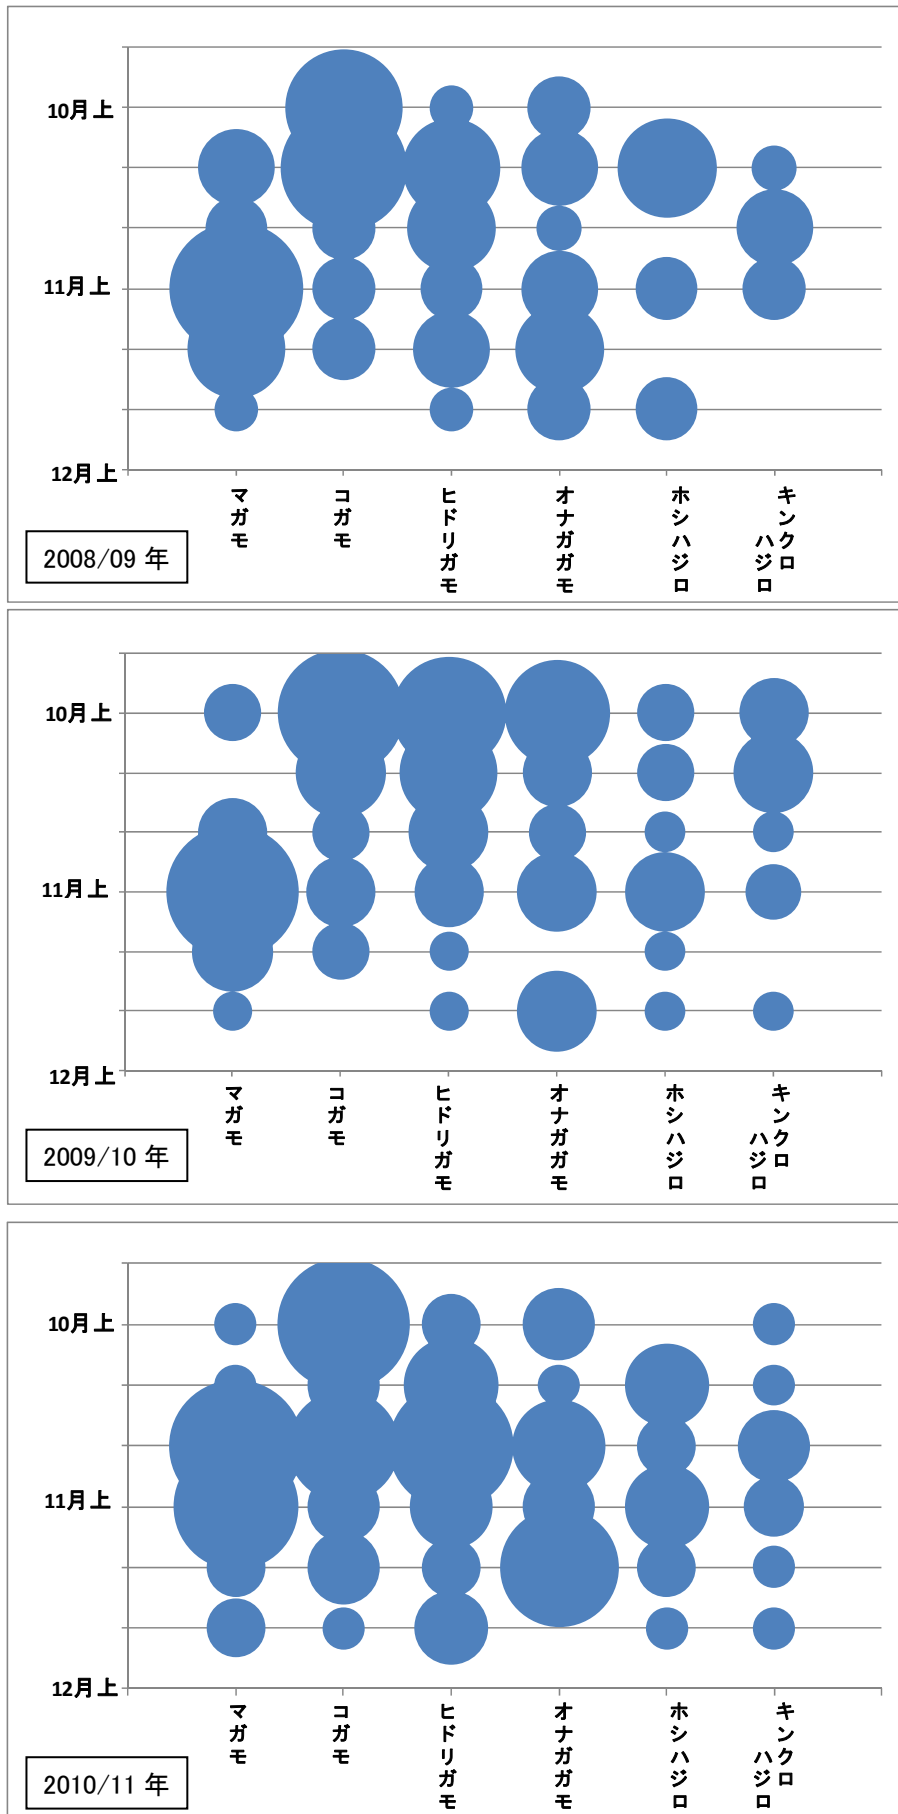 10月上
11月上
12月上
マガモ
コガモ
ヒドリガモ
オナガガモ
ホシハジロ
キンクロ
ハジロ
2008/09 年
10月上
11月上
12月上
マガモ
コガモ
ヒドリガモ
オナガガモ
ホシハジロ
キンクロ
ハジロ
2009/10 年
10月上
11月上
12月上
マガモ
コガモ
ヒドリガモ
オナガガモ
ホシハジロ
キンクロ
ハジロ
2010/11 年